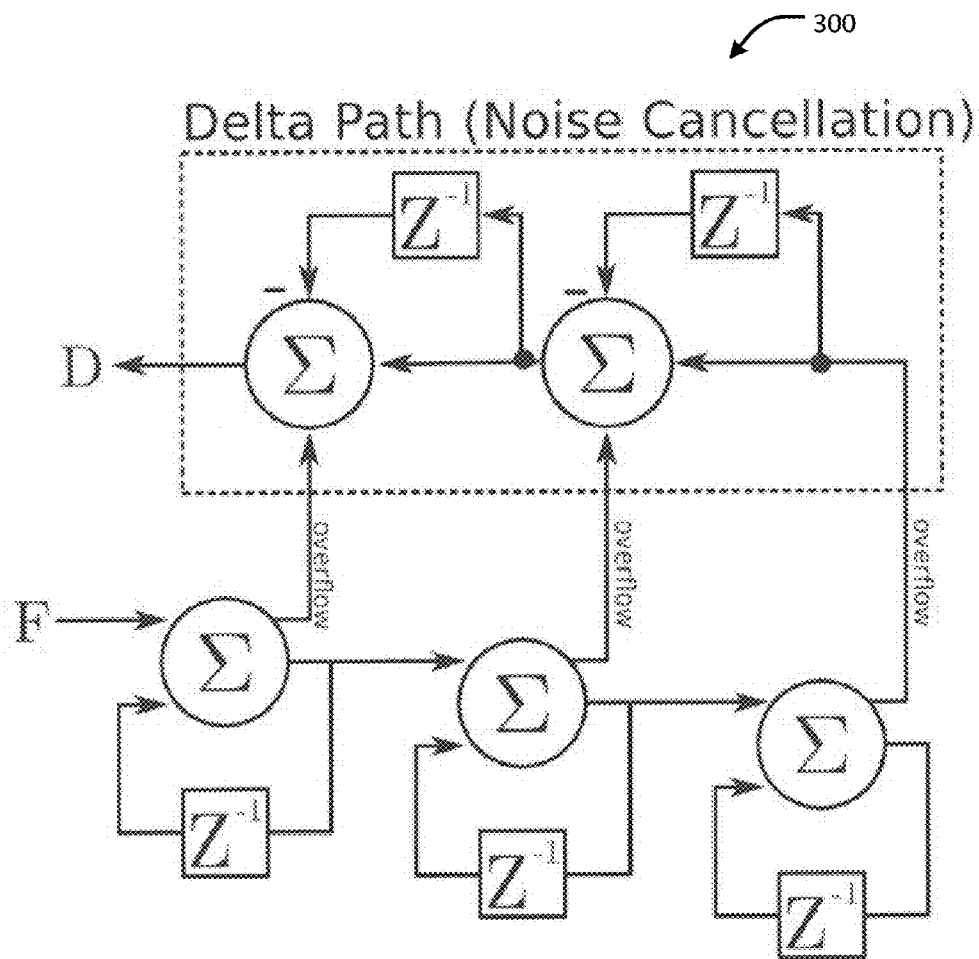 300
Delta Path (Noise Cancellation)
Z⁻¹
Z⁻¹
−
−
Σ
Σ
D
overflow
overflow
overflow
F
Σ
Σ
Σ
Z⁻¹
Z⁻¹
Z⁻¹